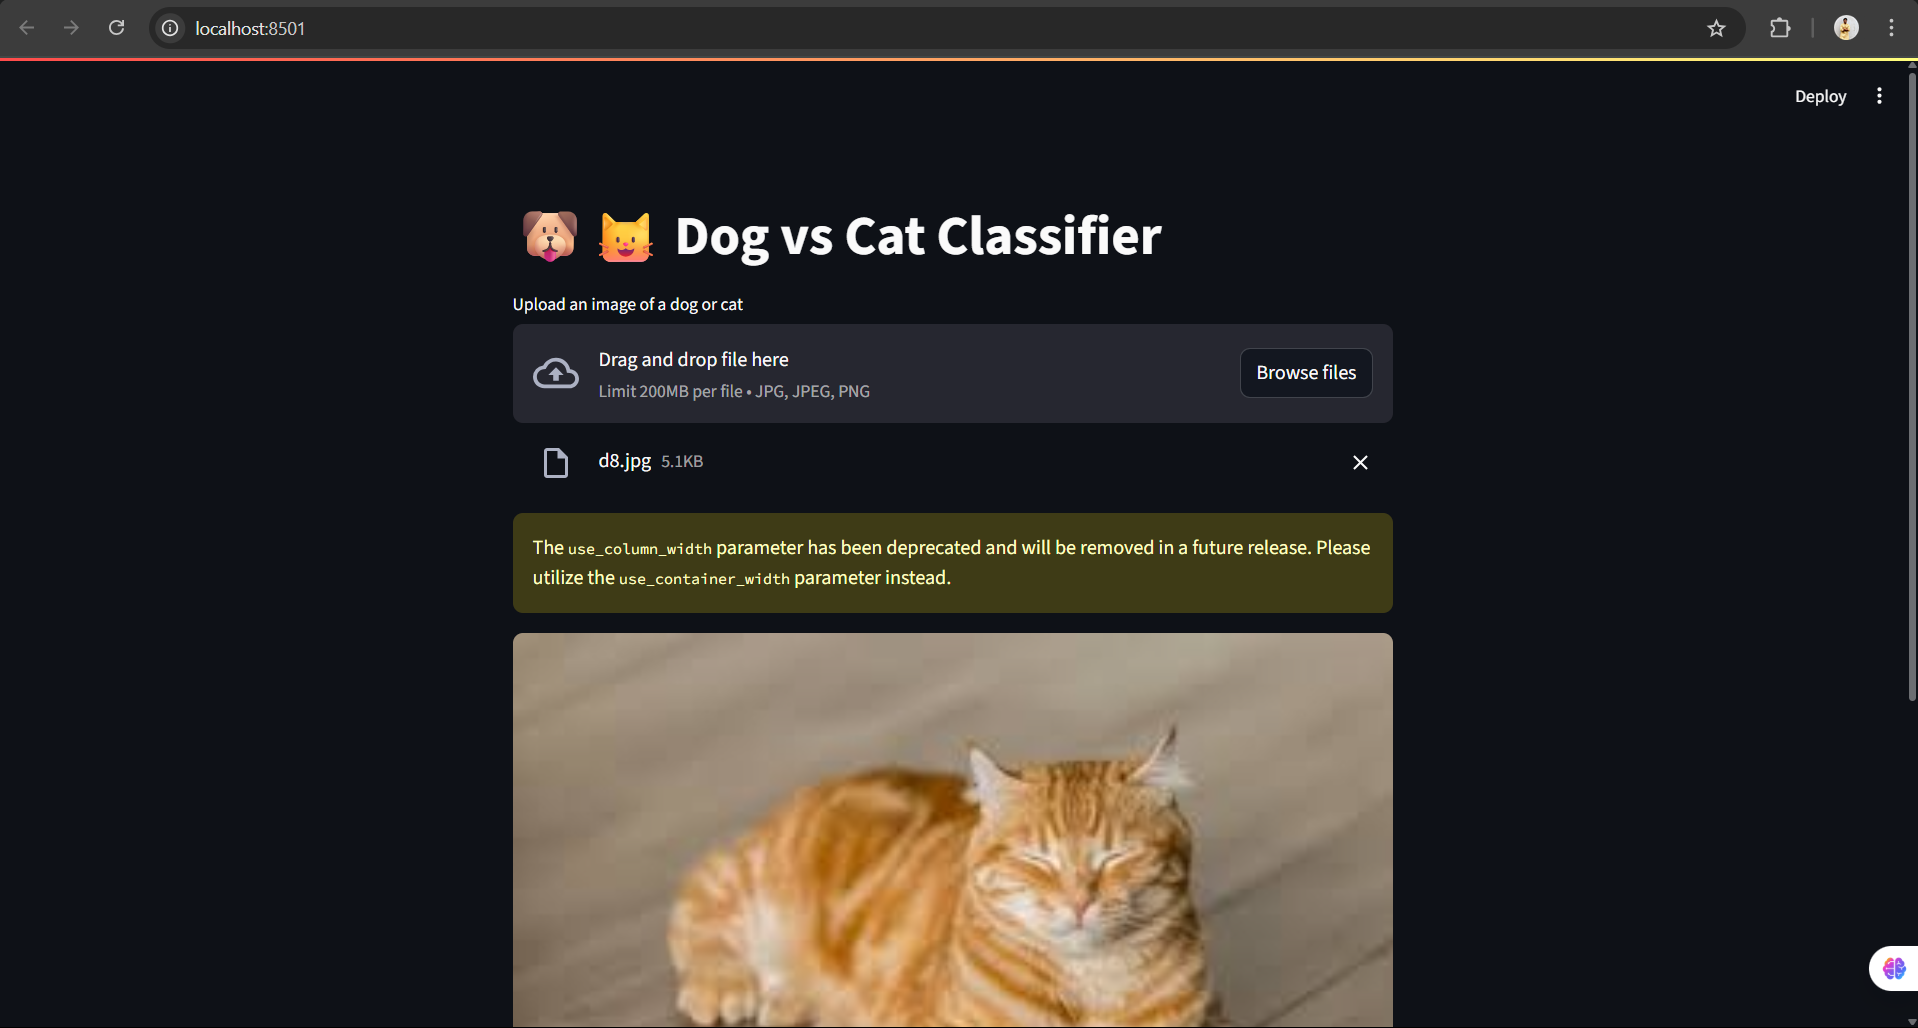 localhost:8501
Deploy
Dog vs Cat Classifier
Upload an image of a dog or cat
Drag and drop file here
Limit 200MB per file • JPG, JPEG, PNG
Browse files
d8.jpg 5.1KB
The use_column_width parameter has been deprecated and will be removed in a future release. Please
utilize the use_container_width parameter instead.